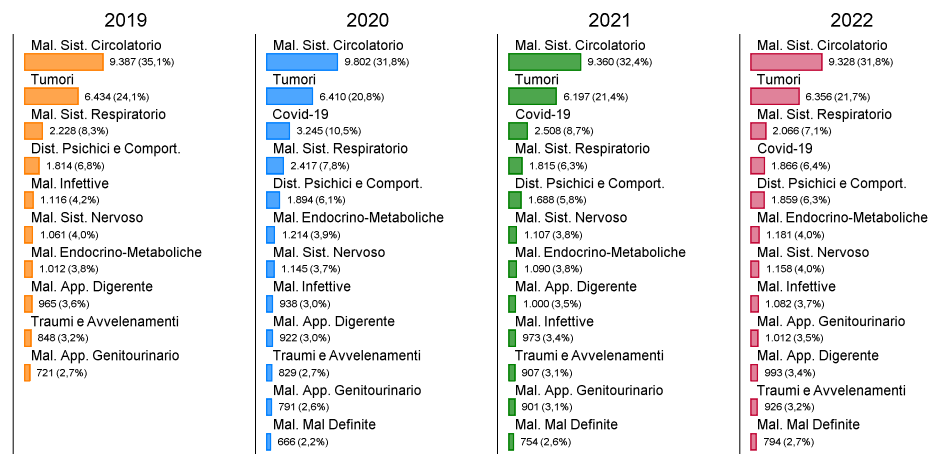 2019
Mal. Sist. Circolatorio
9.387 (35,1%)
Tumori
6.434 (24,1%)
Mal. Sist. Respiratorio
2.228 (8,3%)
Dist. Psichici e Comport.
1.814 (6,8%)
Mal. Infettive
1.116 (4,2%)
Mal. Sist. Nervoso
1.061 (4,0%)
Mal. Endocrino-Metaboliche
1.012 (3,8%)
Mal. App. Digerente
965 (3,6%)
Traumi e Avvelenamenti
848 (3,2%)
Mal. App. Genitourinario
721 (2,7%)
2020
Mal. Sist. Circolatorio
9.802 (31,8%)
Tumori
6.410 (20,8%)
Covid-19
3.245 (10,5%)
Mal. Sist. Respiratorio
2.417 (7,8%)
Dist. Psichici e Comport.
1.894 (6,1%)
Mal. Endocrino-Metaboliche
1.214 (3,9%)
Mal. Sist. Nervoso
1.145 (3,7%)
Mal. Infettive
938 (3,0%)
Mal. App. Digerente
922 (3,0%)
Traumi e Avvelenamenti
829 (2,7%)
Mal. App. Genitourinario
791 (2,6%)
Mal. Mal Definite
666 (2,2%)
2021
Mal. Sist. Circolatorio
9.360 (32,4%)
Tumori
6.197 (21,4%)
Covid-19
2.508 (8,7%)
Mal. Sist. Respiratorio
1.815 (6,3%)
Dist. Psichici e Comport.
1.688 (5,8%)
Mal. Sist. Nervoso
1.107 (3,8%)
Mal. Endocrino-Metaboliche
1.090 (3,8%)
Mal. App. Digerente
1.000 (3,5%)
Mal. Infettive
973 (3,4%)
Traumi e Avvelenamenti
907 (3,1%)
Mal. App. Genitourinario
901 (3,1%)
Mal. Mal Definite
754 (2,6%)
2022
Mal. Sist. Circolatorio
9.328 (31,8%)
Tumori
6.356 (21,7%)
Mal. Sist. Respiratorio
2.066 (7,1%)
Covid-19
1.866 (6,4%)
Dist. Psichici e Comport.
1.859 (6,3%)
Mal. Endocrino-Metaboliche
1.181 (4,0%)
Mal. Sist. Nervoso
1.158 (4,0%)
Mal. Infettive
1.082 (3,7%)
Mal. App. Genitourinario
1.012 (3,5%)
Mal. App. Digerente
993 (3,4%)
Traumi e Avvelenamenti
926 (3,2%)
Mal. Mal Definite
794 (2,7%)